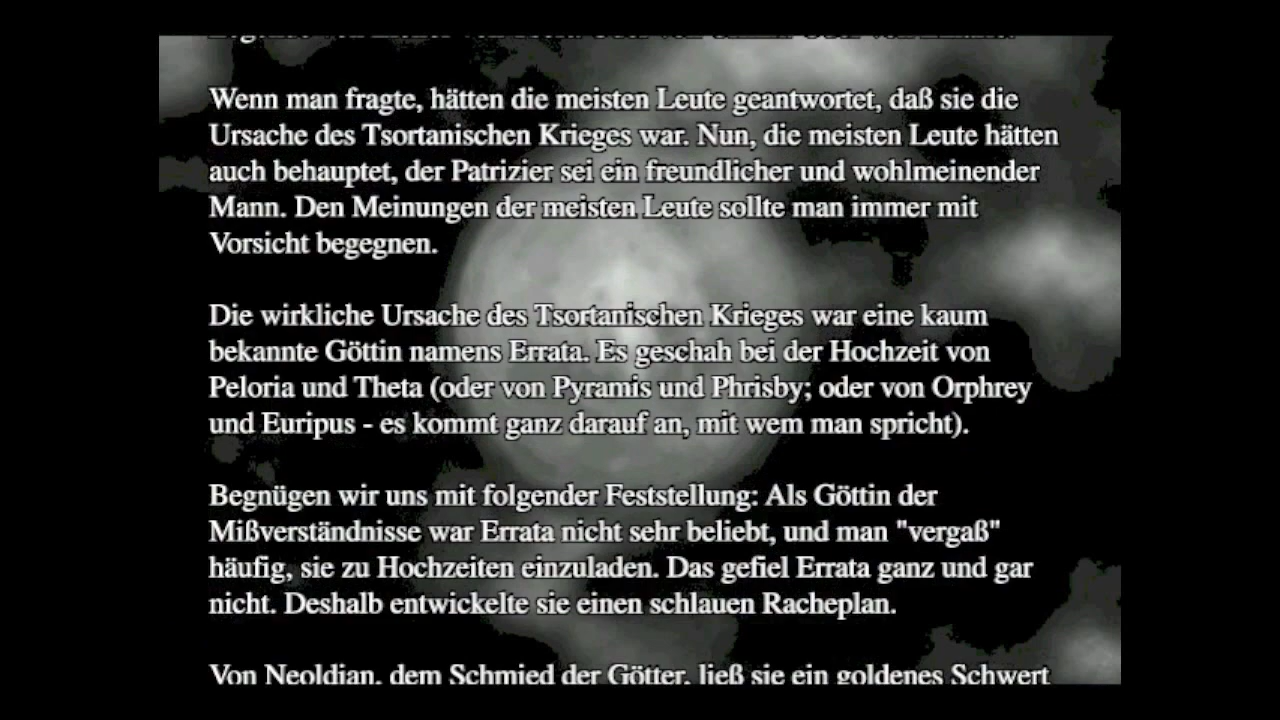 Wenn man fragte, hätten die meisten Leute geantwortet, daß sie die
Ursache des Tsortanischen Krieges war. Nun, die meisten Leute hätten
auch behauptet, der Patrizier sei ein freundlicher und wohlmeinender
Mann. Den Meinungen der meisten Leute sollte man immer mit
Vorsicht begegnen.
Die wirkliche Ursache des Tsortanischen Krieges war eine kaum
bekannte Göttin namens Errata. Es geschah bei der Hochzeit von
Peloria und Theta (oder von Pyramis und Phrisby; oder von Orphrey
und Euripus - es kommt ganz darauf an, mit wem man spricht).
Begnügen wir uns mit folgender Feststellung: Als Göttin der
Mißverständnisse war Errata nicht sehr beliebt, und man "vergaß"
häufig, sie zu Hochzeiten einzuladen. Das gefiel Errata ganz und gar
nicht. Deshalb entwickelte sie einen schlauen Racheplan.
Von Neoldian, dem Schmied der Götter, ließ sie ein goldenes Schwert